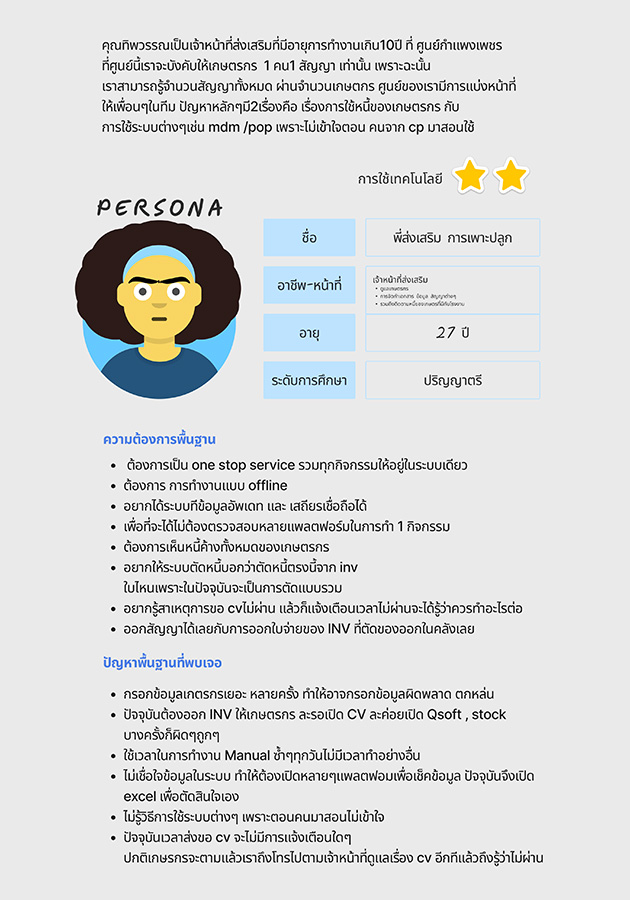 คุณทิพวรรณเป็นเจ้าหน้าที่ส่งเสริมที่มีอายุการทำงานเกิน10ปี ที่ ศูนย์กำแพงเพชร
ที่ศูนย์นี้เราจะบังคับให้เกษตรกร 1 คน1 สัญญา เท่านั้น เพราะฉะนั้น
เราสามารถรู้จำนวนสัญญาทั้งหมด ผ่านจำนวนเกษตกร ศูนย์ของเรามีการแบ่งหน้าที่
ให้เพื่อนๆในทีม ปัญหาหลักๆมี2เรื่องคือ เรื่องการใช้หนี้ของเกษตรกร กับ
การใช้ระบบต่างๆเช่น mdm /pop เพราะไม่เข้าใจตอน คนจาก cp มาสอนใช้
การใช้เทคโนโลยี
PERSONA
ชื่อ
พี่ส่งเสริม การเพาะปลูก
อาชีพ-หน้าที่
เจ้าหน้าที่ส่งเสริม
• ดูแลเกษตรกร
• การจัดทำเอกสาร ข้อมูล สัญญาต่างๆ
อายุ
27 ปี
ระดับการศึกษา
ปริญญาตรี
ความต้องการพื้นฐาน
• ต้องการเป็น one stop service รวมทุกกิจกรรมให้อยู่ในระบบเดียว
• ต้องการ การทำงานแบบ offline
• อยากได้ระบบทีข้อมูลอัพเดท และ เสถียรเชื่อถือได้
• เพื่อที่จะได้ไม่ต้องตรวจสอบหลายแพลตฟอร์มในการทำ 1 กิจกรรม
• ต้องการเห็นหนี้ค้างทั้งหมดของเกษตรกร
• อยากให้ระบบตัดหนี้บอกว่าตัดหนี้ตรงนี้จาก inv
ใบไหนเพราะในปัจจุบันจะเป็นการตัดแบบรวม
• อยากรู้สาเหตุการขอ cvไม่ผ่าน แล้วก็แจ้งเตือนเวลาไม่ผ่านจะได้รู้ว่าควรทำอะไรต่อ
• ออกสัญญาได้เลยกับการออกใบจ่ายของ INV ที่ตัดของออกในคลังเลย
ปัญหาพื้นฐานที่พบเจอ
• กรอกข้อมูลเกตรกรเยอะ หลายครั้ง ทำให้อาจกรอกข้อมูลผิดพลาด ตกหล่น
• ปัจจุบันต้องออก INV ให้เกษตรกร ละรอเปิด CV ละค่อยเปิด Qsoft , stock
บางครั้งก็ผิดๆถูกๆ
• ใช้เวลาในการทำงาน Manual ซ้ำๆทุกวันไม่มีเวลาทำอย่างอื่น
• ไม่เชื่อใจข้อมูลในระบบ ทำให้ต้องเปิดหลายๆแพลตฟอมเพื่อเช็คข้อมูล ปัจจุบันจึงเปิด
excel เพื่อตัดสินใจเอง
• ไม่รู้วิธีการใช้ระบบต่างๆ เพราะตอนคนมาสอนไม่เข้าใจ
• ปัจจุบันเวลาส่งขอ cv จะไม่มีการแจ้งเตือนใดๆ
ปกติเกษรกรจะตามแล้วเราถึงโทรไปตามเจ้าหน้าที่ดูแลเรื่อง cv อีกทีแล้วถึงรู้ว่าไม่ผ่าน